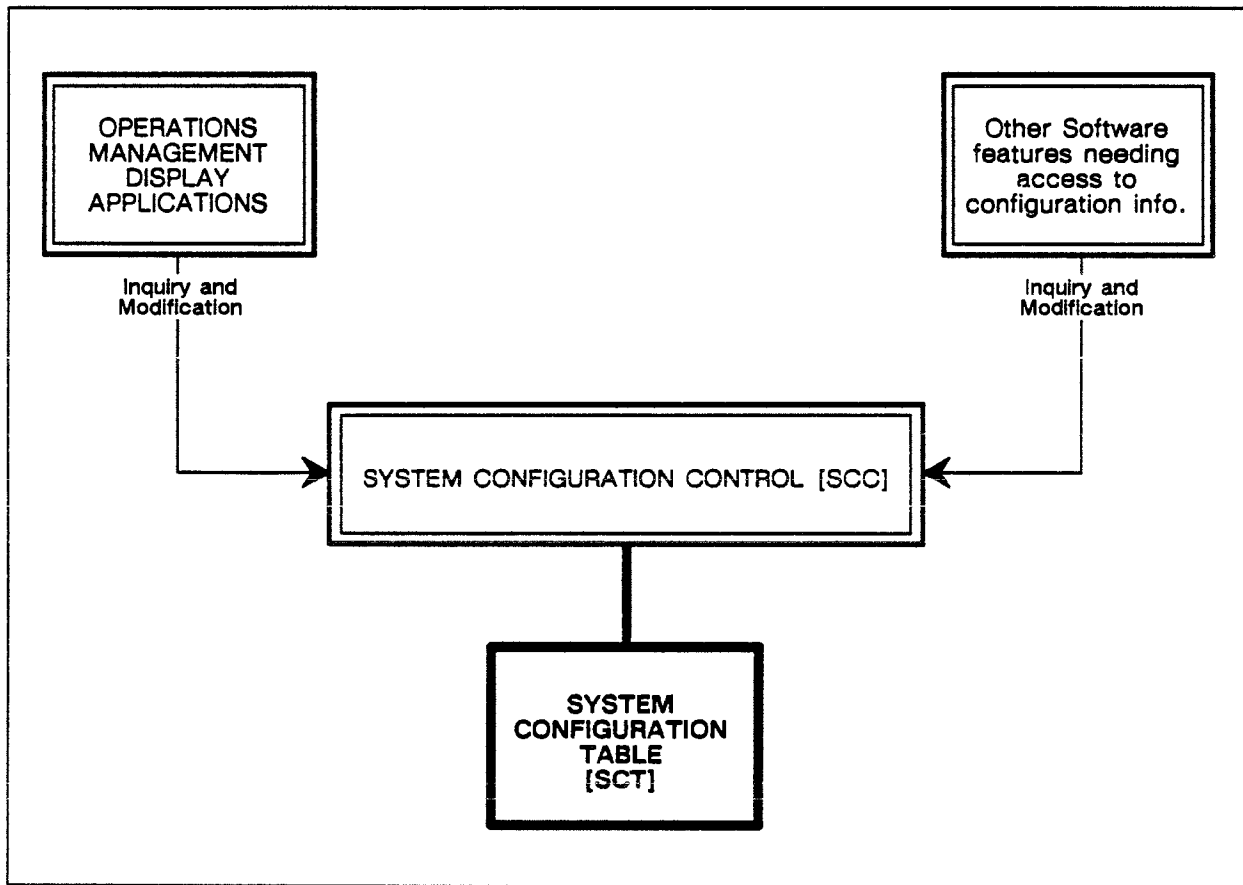 OPERATIONS
MANAGEMENT
DISPLAY
APPLICATIONS
Other Software
features needing
access to
configuration info.
Inquiry and
Modification
Inquiry and
Modification
SYSTEM CONFIGURATION CONTROL [SCC]
SYSTEM
CONFIGURATION
TABLE
[SCT]